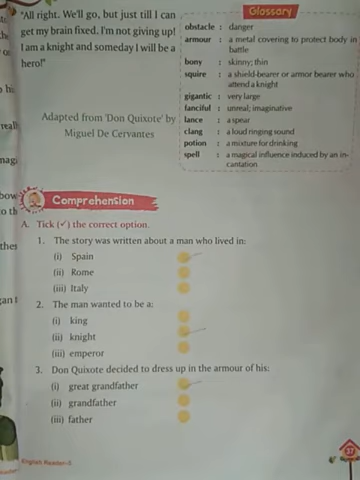 "All right. We'll go, but just till I can
get my brain fixed. I'm not giving up!
I am a knight and someday I will be a
hero!"
Adapted from 'Don Quixote' by
Miguel De Cervantes
Glossary
obstacle : danger
armour : a metal covering to protect body in
battle
bony : skinny; thin
squire : a shield-bearer or armor bearer who
attend a knight
gigantic : very large
fanciful : unreal; imaginative
lance : a spear
clang : a loud ringing sound
potion : a mixture for drinking
spell : a magical influence induced by an in-
cantation
Comprehension
A. Tick (✓) the correct option.
1. The story was written about a man who lived in:
(i) Spain
(ii) Rome
(iii) Italy
2. The man wanted to be a:
(i) king
(ii) knight
(iii) emperor
3. Don Quixote decided to dress up in the armour of his:
(i) great grandfather
(ii) grandfather
(iii) father
English Reader-5
37